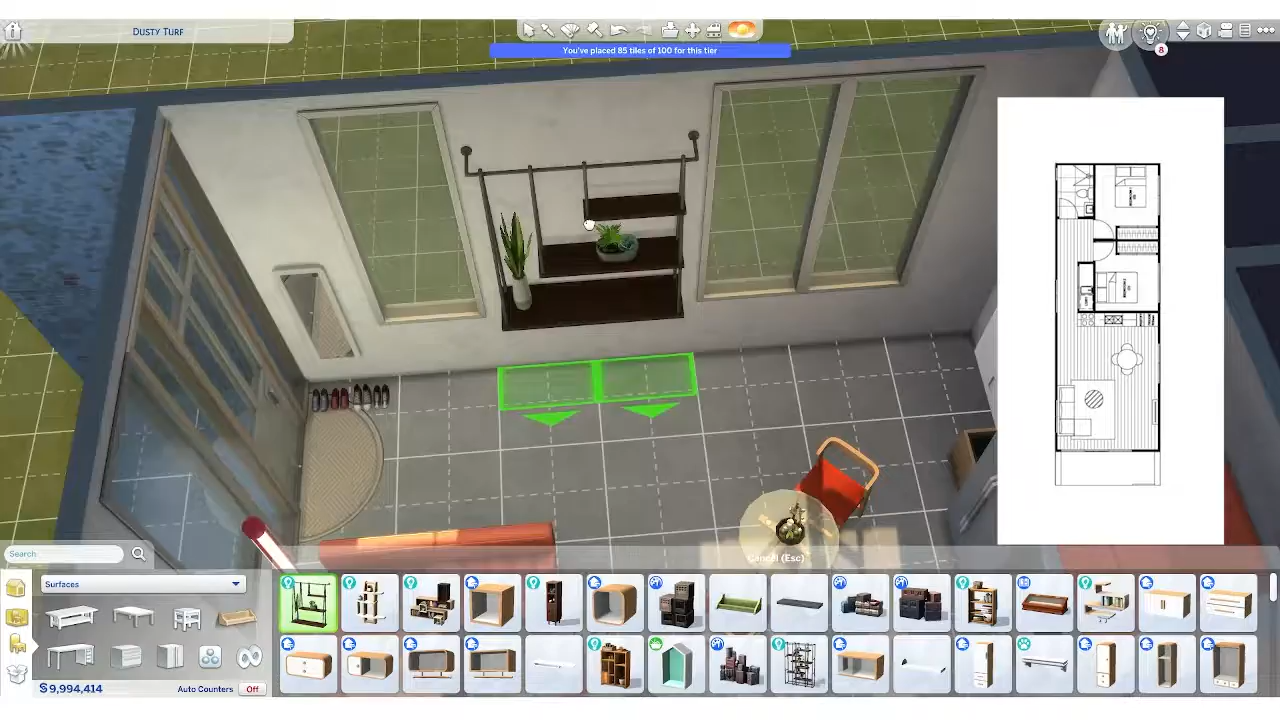 DUSTY TURF
You've placed 85 tiles of 100 for this tier
8
Cancel (Esc)
Search
Surfaces
§9,994,414
Auto Counters Off